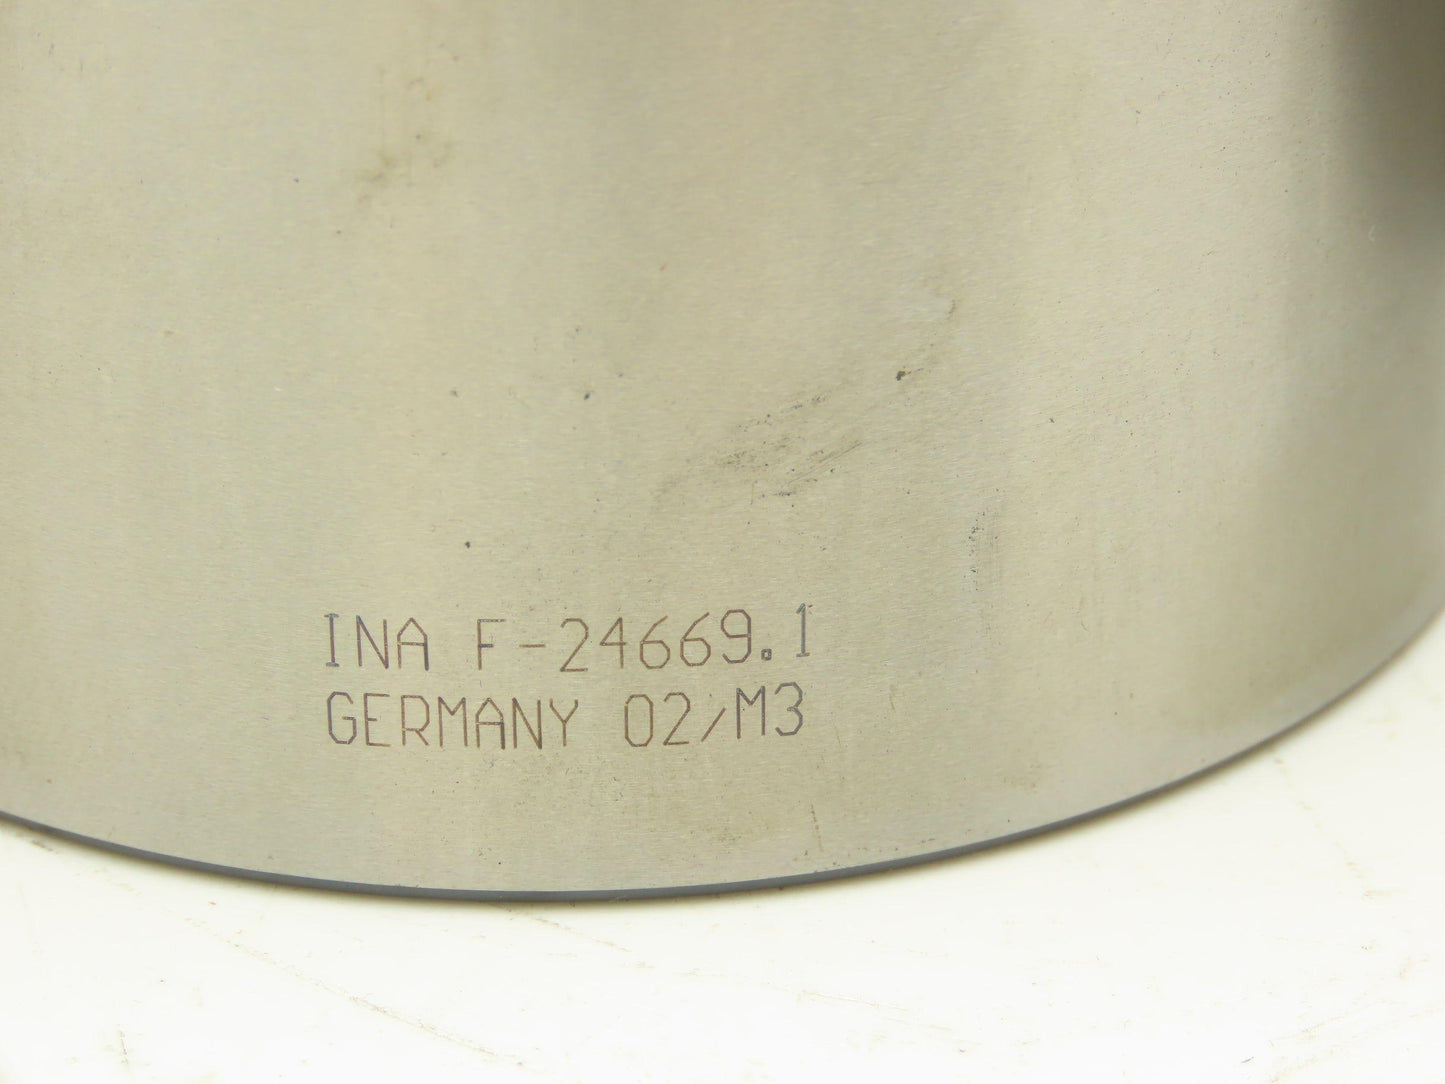 INA F-24669.1
GERMANY 02/M3